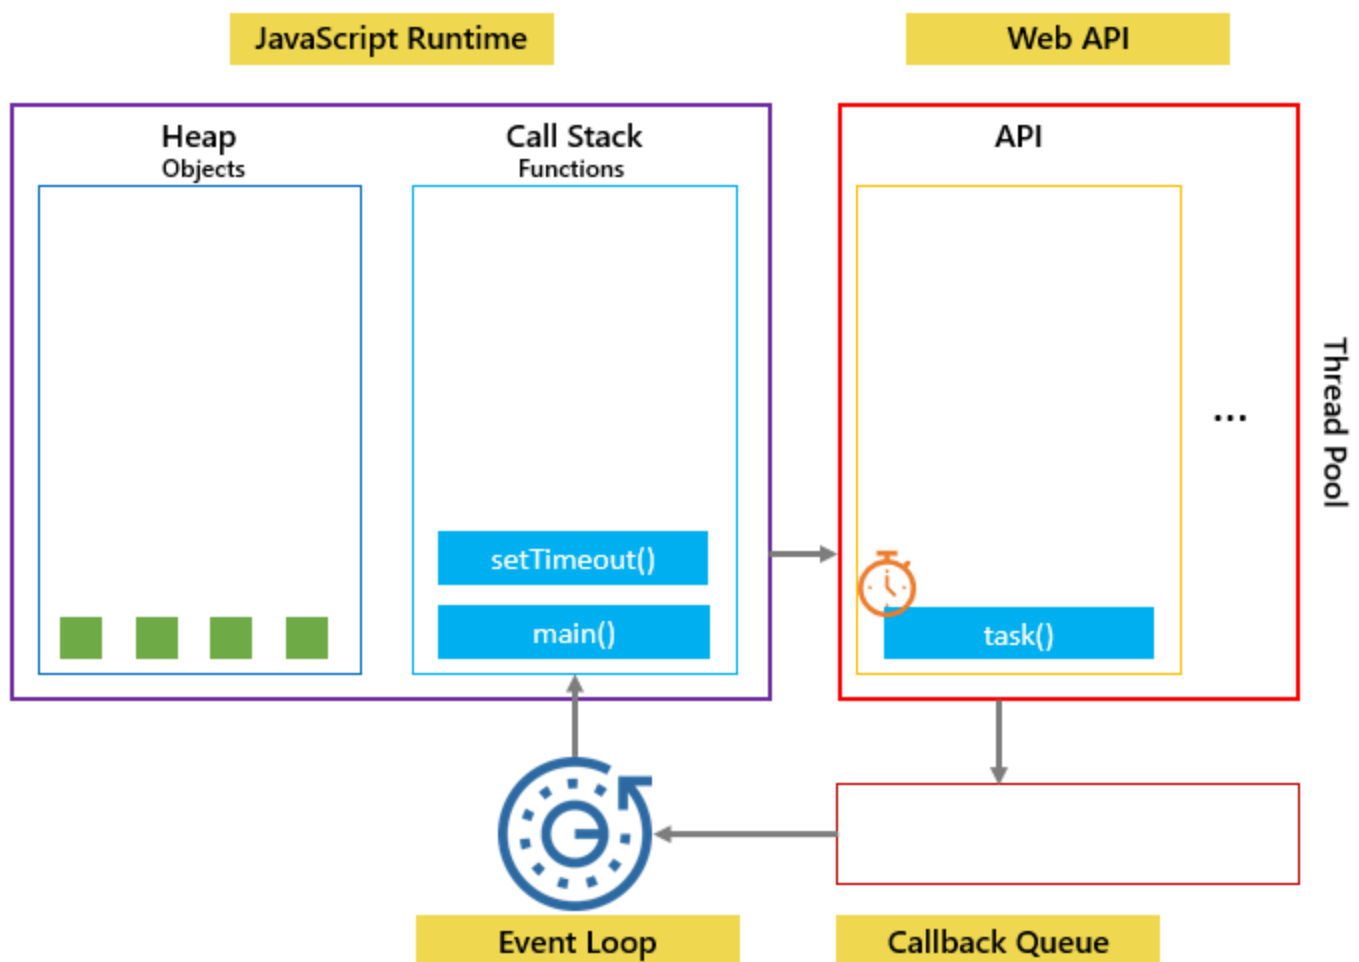 JavaScript Runtime
Web API
Heap
Objects
Call Stack
Functions
API
...
Thread Pool
setTimeout()
main()
task()
Event Loop
Callback Queue